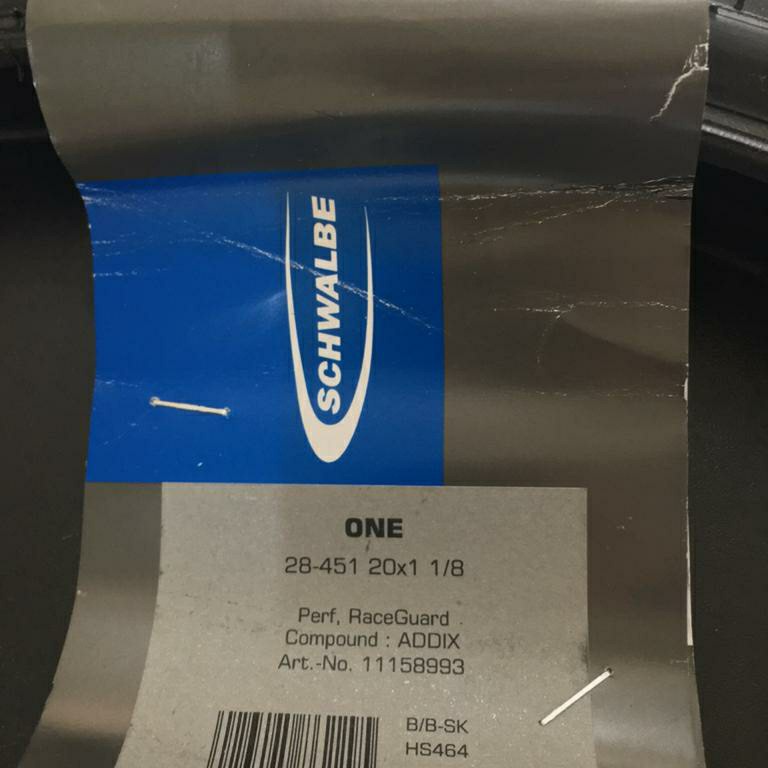 SCHWALBE
ONE
28-451 20x1 1/8
Perf, RaceGuard
Compound : ADDIX
Art.-No. 11158993
B/B-SK
HS464